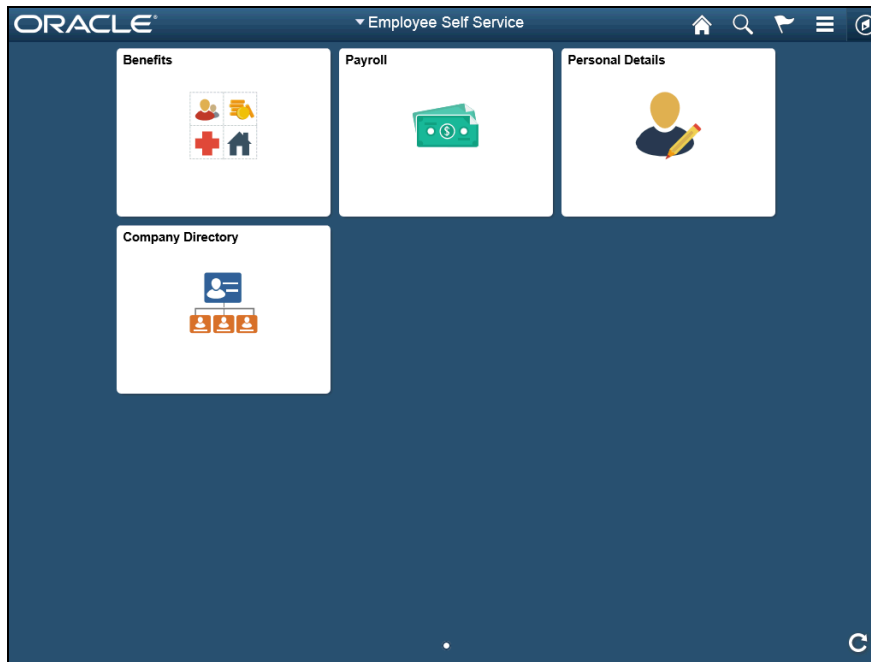 ORACLE®
Employee Self Service
Benefits
Payroll
Personal Details
$
Company Directory